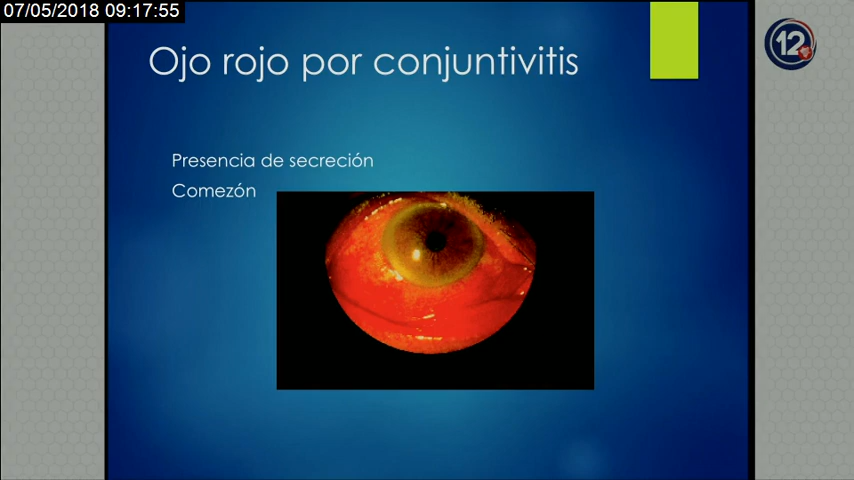 07/05/2018 09:17:55
Ojo rojo por conjuntivitis
12
Presencia de secreción
Comezón